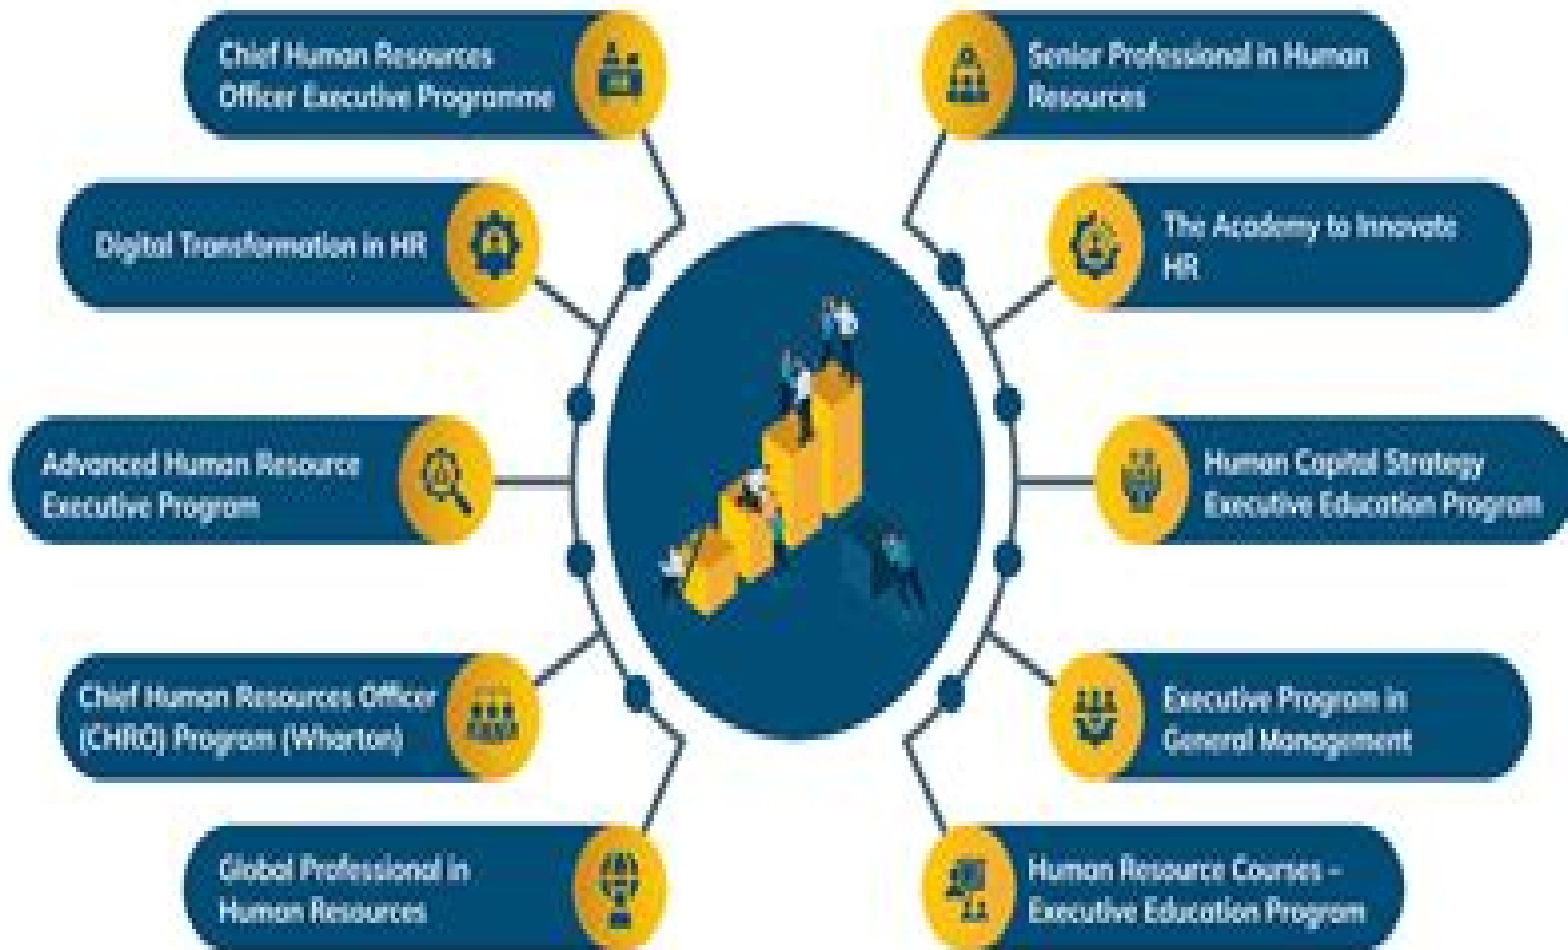 Chief Human Resources
Officer Executive Programme
Digital Transformation in HR
Advanced Human Resource
Executive Program
Chief Human Resources Officer
(CHRO) Program (Wharton)
Global Professional in
Human Resources
Senior Professional in Human
Resources
The Academy to Innovate
HR
Human Capital Strategy
Executive Education Program
Executive Program in
General Management
Human Resource Courses –
Executive Education Program